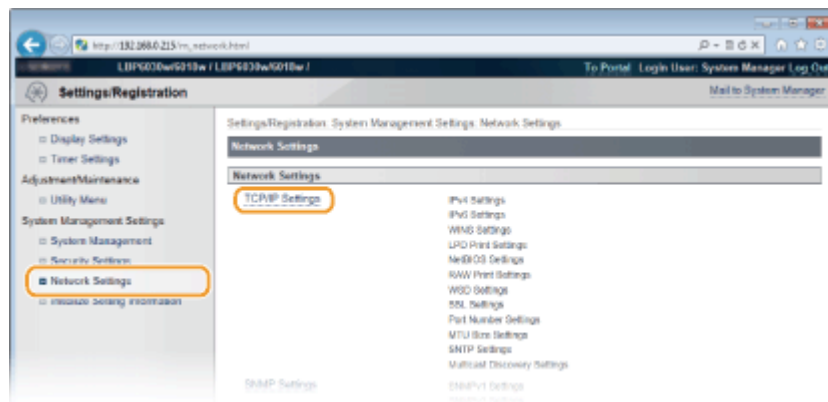 http://192.168.0.215/m_network.html
LBP6030w/6018w / LBP6030w/6018w /
To Portal Login User: System Manager Log Out
Settings/Registration
Mail to System Manager
Preferences
Display Settings
Timer Settings
Adjustment/Maintenance
Utility Menu
System Management Settings
System Management
Security Settings
Network Settings
Initialize Setting Information
Settings/Registration: System Management Settings: Network Settings
Network Settings
Network Settings
TCP/IP Settings
IPv4 Settings
IPv6 Settings
WINS Settings
LPD Print Settings
NetBIOS Settings
RAW Print Settings
WSD Settings
SSL Settings
Port Number Settings
MTU Size Settings
SNTP Settings
Multicast Discovery Settings
SNMP Settings
SNMPv1 Settings